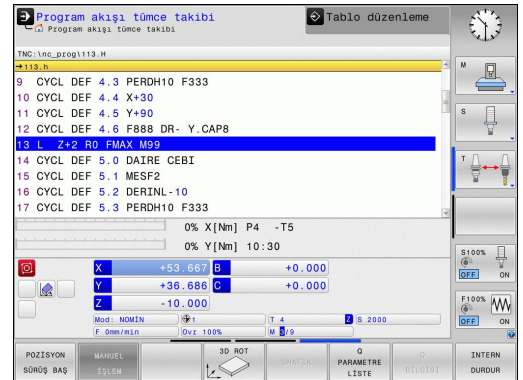 Program akışı tümce takibi
Program akışı tümce takibi
Tablo düzenleme
TNC:\nc_prog\113.H
→113.h
9 CYCL DEF 4.3 PERDH10 F333
10 CYCL DEF 4.4 X+30
11 CYCL DEF 4.5 Y+90
12 CYCL DEF 4.6 F888 DR- Y.CAP8
13 L Z+2 R0 FMAX M99
14 CYCL DEF 5.0 DAIRE CEBI
15 CYCL DEF 5.1 MESF2
16 CYCL DEF 5.2 DERINL-10
17 CYCL DEF 5.3 PERDH10 F333
0% X[Nm] P4 -T5
0% Y[Nm] 10:30
X +53.667 B +0.000
Y +36.686 C +0.000
Z -10.000
Mod: NOMİN 1 T 4 Z S 2000
F 0mm/min Ovr 100% M 5/9
M
S
T
S100%
OFF ON
F100%
OFF ON
POZİSYON
SÜRÜŞ BAŞ
MANUEL
İŞLEM
3D ROT
Q
PARAMETRE
LİSTE
Q
BİLGİSİ
INTERN
DURDUR